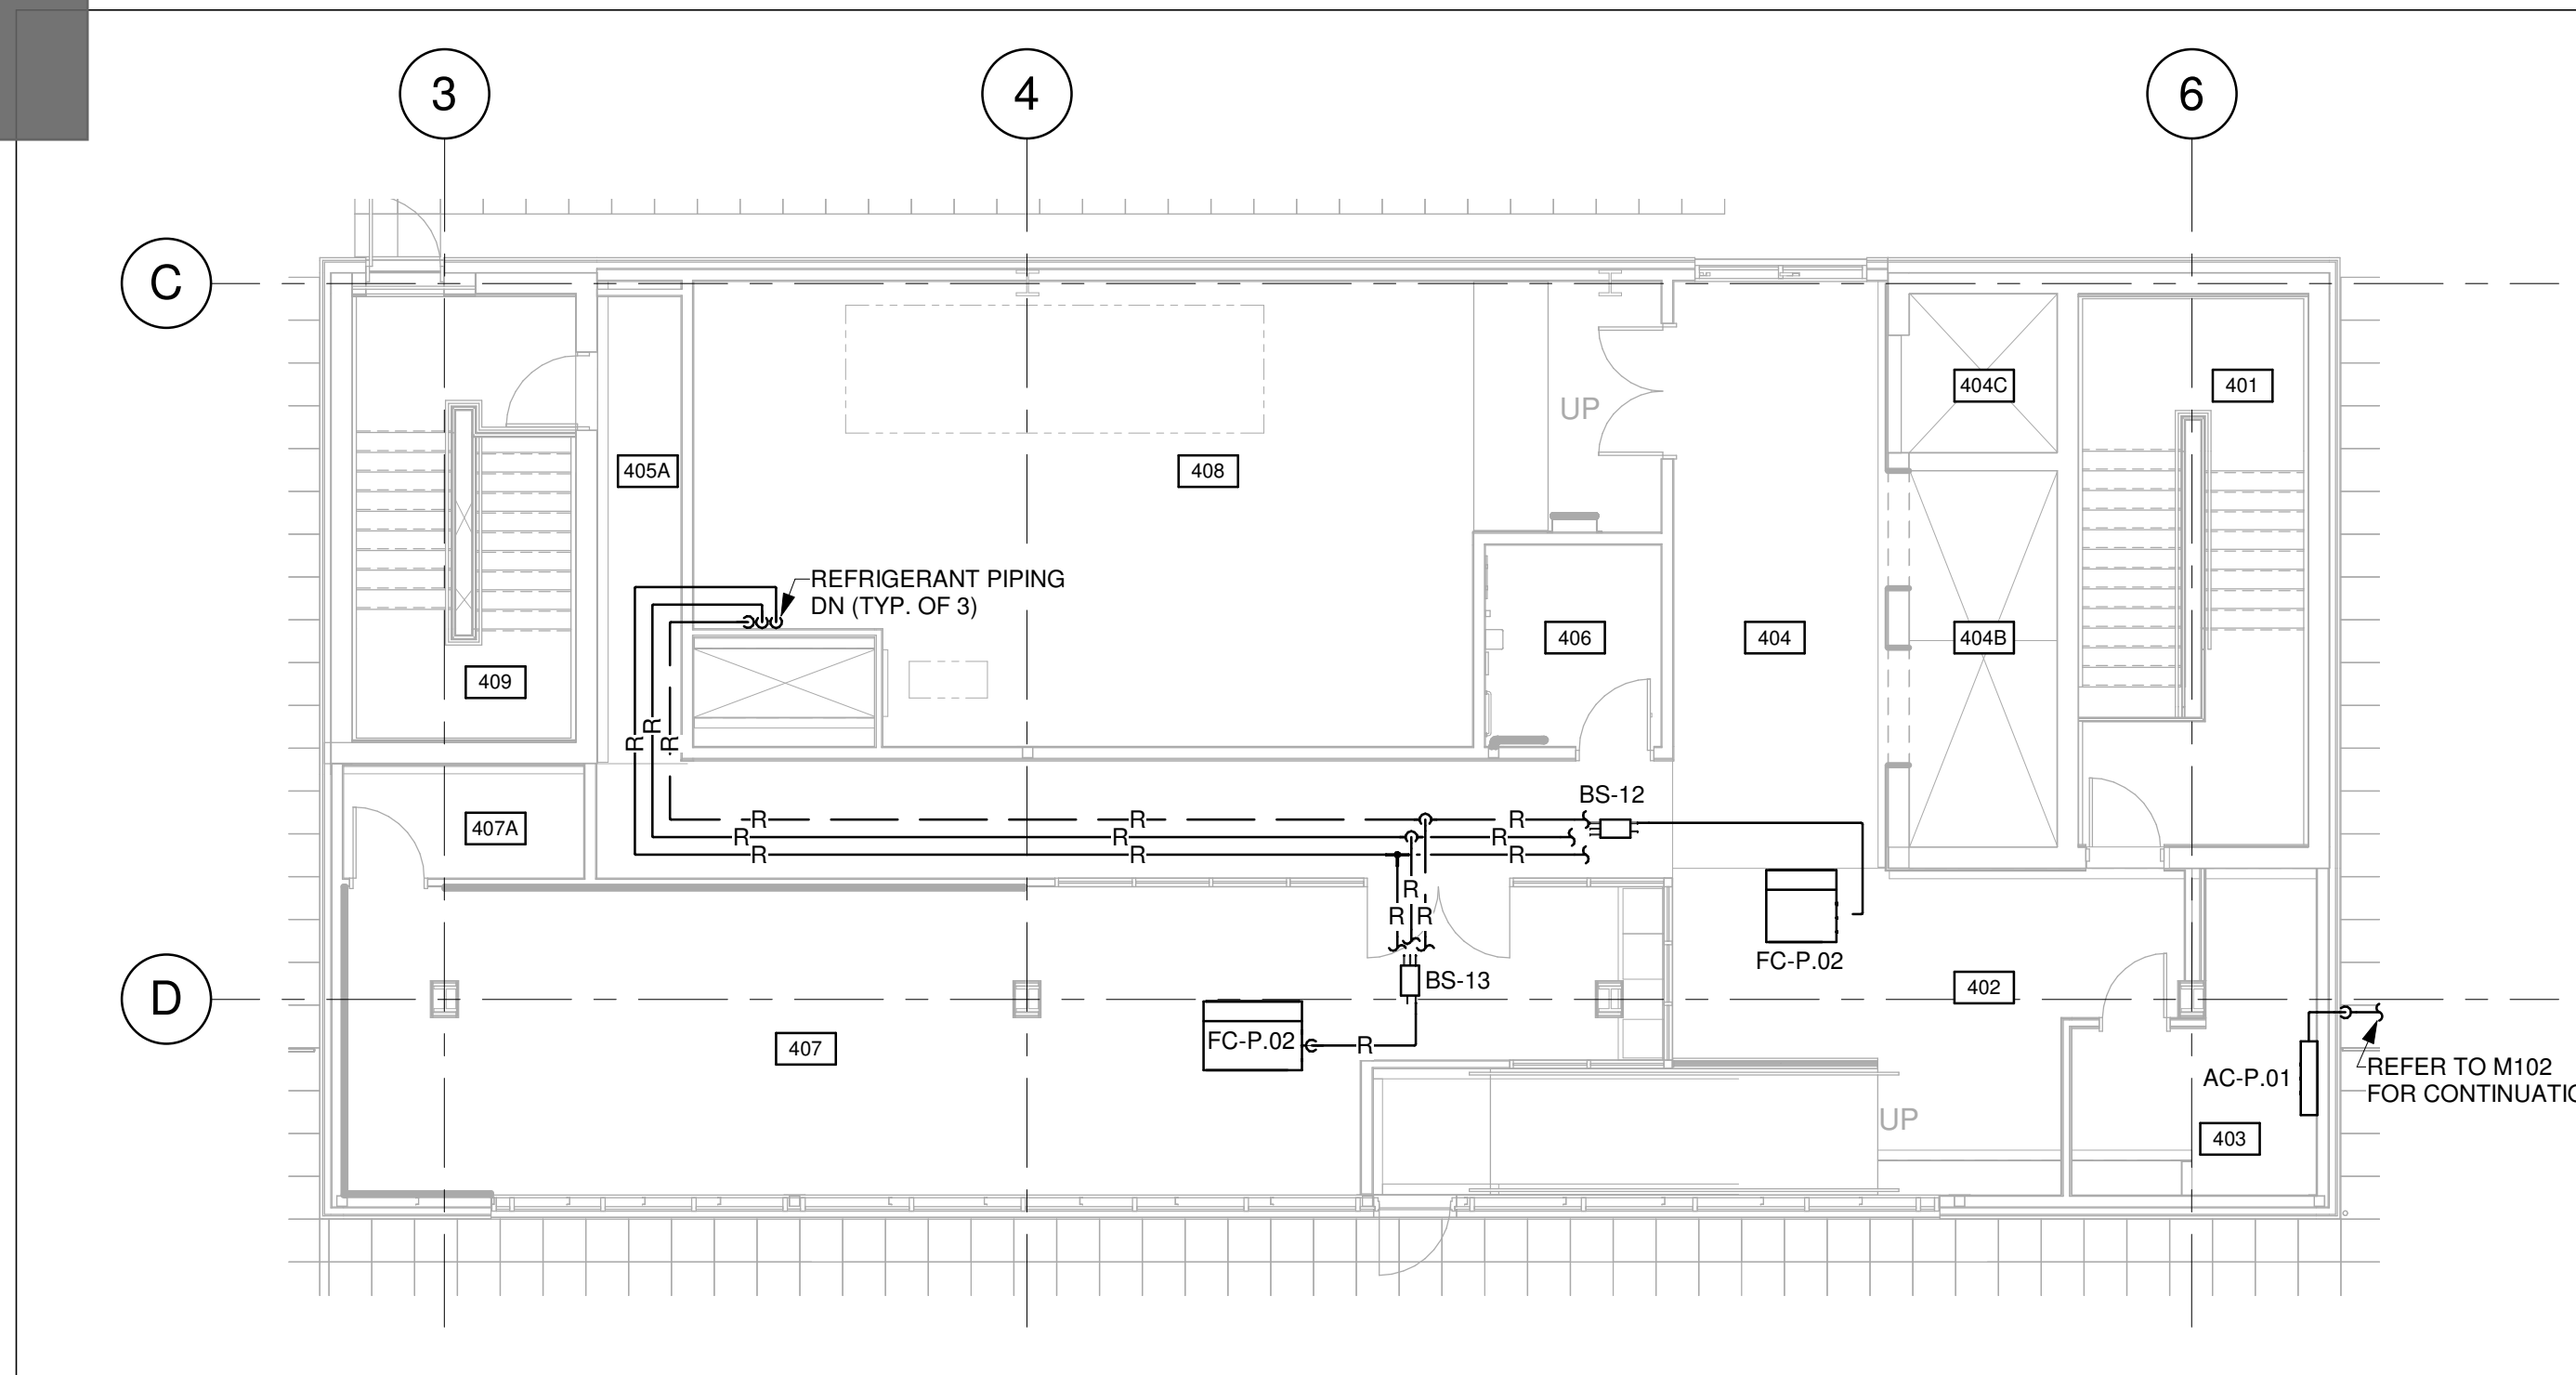 3
4
6
C
404C
401
UP
405A
408
REFRIGERANT PIPING
DN (TYP. OF 3)
406
404
404B
409
R
R
R
BS-12
407A
R
R
R
R
R
R
R
R
R
R
R
R
FC-P.02
BS-13
402
D
407
FC-P.02
R
REFER TO M102
AC-P.01
FOR CONTINUATIO
UP
403